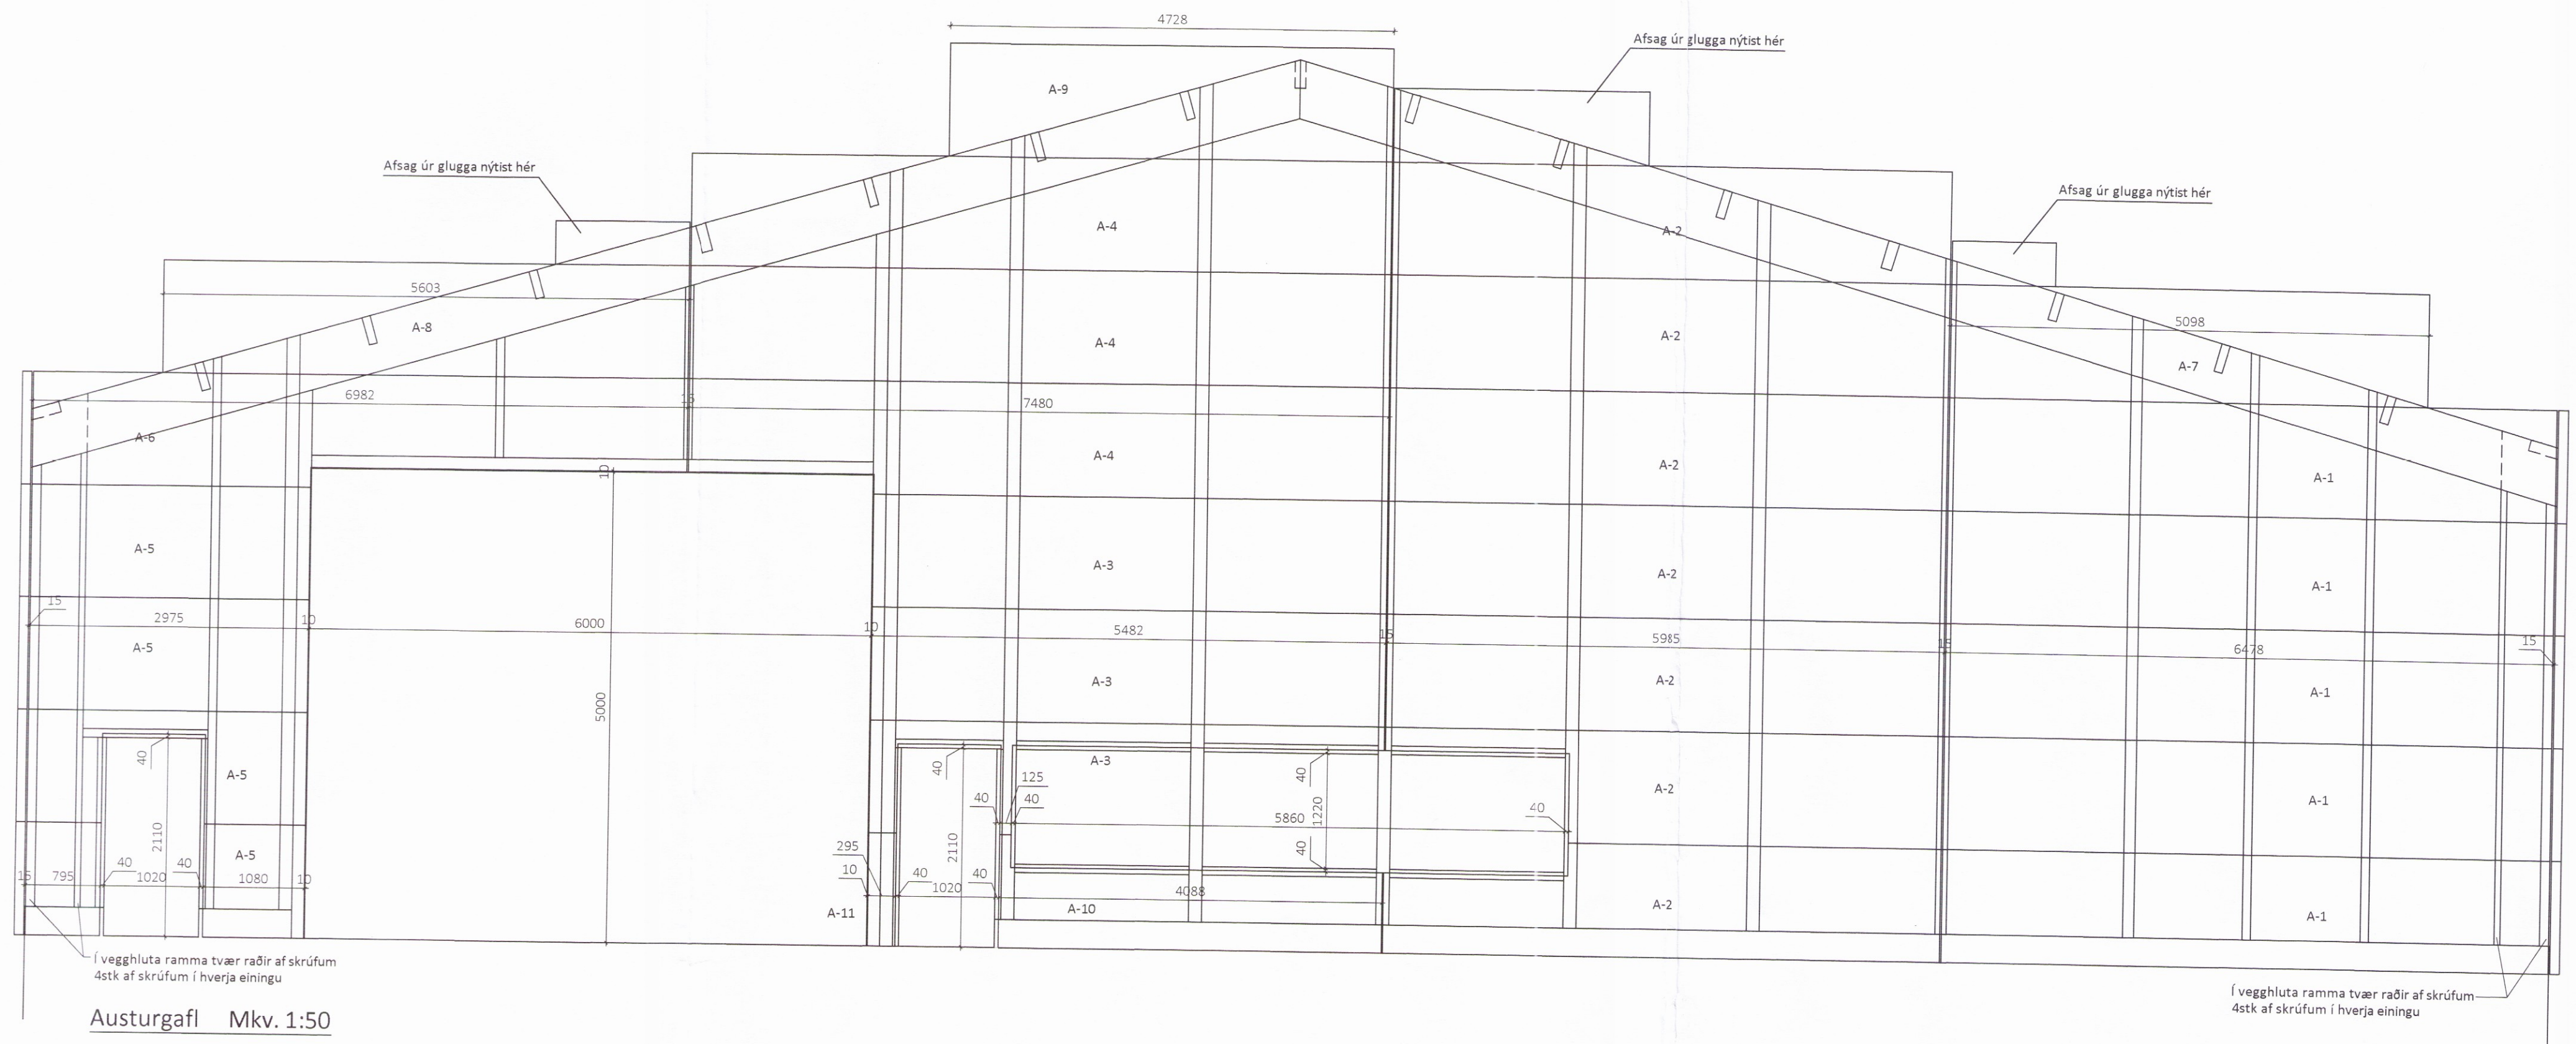 4728
Afsag úr glugga nýtist hér
A-9
Afsag úr glugga nýtist hér
Afsag úr glugga nýtist hér
A-4
A-2
5603
A-8
5098
A-4
A-2
A-7
6982
15
7480
A-6
A-4
A-2
A-1
10
A-5
A-3
A-2
A-1
15
2975
10
6000
10
5482
15
5985
15
6478
15
A-5
A-3
A-2
A-1
5000
40
A-5
40
A-3
40
A-2
A-1
125
40
40
1220
5860
40
2110
A-5
295
2110
40
15
795
40
1020
40
1080
10
10
40
1020
40
4088
A-11
A-10
A-2
A-1
Í vegghluta ramma tvær raðir af skrúfum
4stk af skrúfum í hverja einingu
Í vegghluta ramma tvær raðir af skrúfum
4stk af skrúfum í hverja einingu
Austurgafl Mkv. 1:50